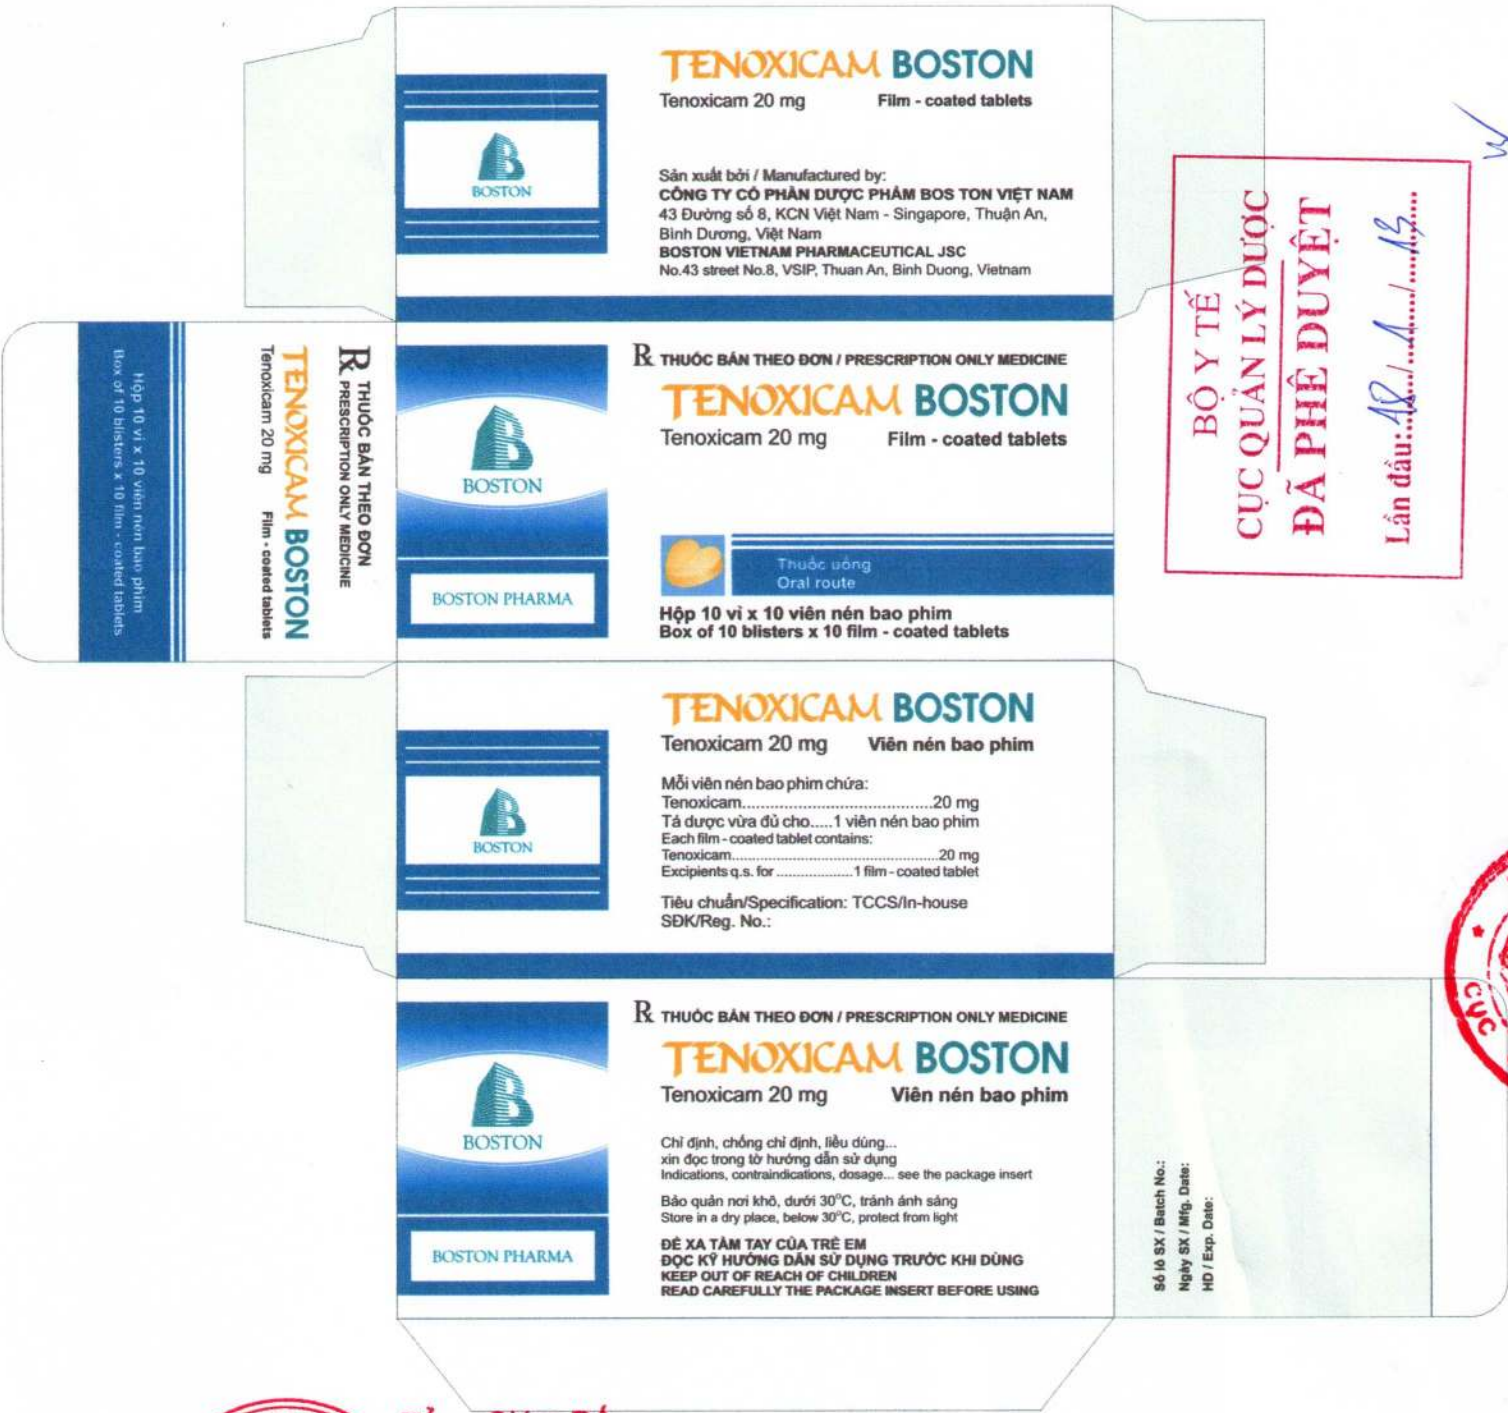 TENOXICAM BOSTON
Tenoxicam 20 mg Film - coated tablets
BOSTON
Sản xuất bởi / Manufactured by:
CÔNG TY CỔ PHẦN DƯỢC PHẨM BOS TON VIỆT NAM
43 Đường số 8, KCN Việt Nam - Singapore, Thuận An,
Bình Dương, Việt Nam
BOSTON VIETNAM PHARMACEUTICAL JSC
No.43 street No.8, VSIP, Thuan An, Binh Duong, Vietnam
BỘ Y TẾ
CỤC QUẢN LÝ DƯỢC
ĐÃ PHÊ DUYỆT
Lần đầu:18/1/13
Rx THUỐC BÁN THEO ĐƠN
PRESCRIPTION ONLY MEDICINE
TENOXICAM BOSTON
Tenoxicam 20 mg Film - coated tablets
Hộp 10 vỉ x 10 viên nén bao phim
Box of 10 blisters x 10 film - coated tablets
Rx THUỐC BÁN THEO ĐƠN / PRESCRIPTION ONLY MEDICINE
TENOXICAM BOSTON
Tenoxicam 20 mg Film - coated tablets
BOSTON
Thuốc uống
Oral route
BOSTON PHARMA
Hộp 10 vỉ x 10 viên nén bao phim
Box of 10 blisters x 10 film - coated tablets
TENOXICAM BOSTON
Tenoxicam 20 mg Viên nén bao phim
BOSTON
Mỗi viên nén bao phim chứa:
Tenoxicam........................................20 mg
Tá dược vừa đủ cho.....1 viên nén bao phim
Each film - coated tablet contains:
Tenoxicam..................................................20 mg
Excipients q.s. for ...................1 film - coated tablet
Tiêu chuẩn/Specification: TCCS/In-house
SĐK/Reg. No.:
CỤC
Rx THUỐC BÁN THEO ĐƠN / PRESCRIPTION ONLY MEDICINE
TENOXICAM BOSTON
Tenoxicam 20 mg Viên nén bao phim
BOSTON
Chỉ định, chống chỉ định, liều dùng...
xin đọc trong tờ hướng dẫn sử dụng
Indications, contraindications, dosage... see the package insert
Bảo quản nơi khô, dưới 30°C, tránh ánh sáng
Store in a dry place, below 30°C, protect from light
BOSTON PHARMA
ĐỂ XA TẦM TAY CỦA TRẺ EM
ĐỌC KỸ HƯỚNG DẪN SỬ DỤNG TRƯỚC KHI DÙNG
KEEP OUT OF REACH OF CHILDREN
READ CAREFULLY THE PACKAGE INSERT BEFORE USING
Số lô SX / Batch No.:
Ngày SX / Mfg. Date:
HD / Exp. Date: